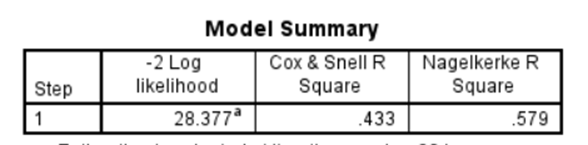 Model Summary
Step
-2 Log likelihood
Cox & Snell R Square
Nagelkerke R Square
1 28.377a .433 .579